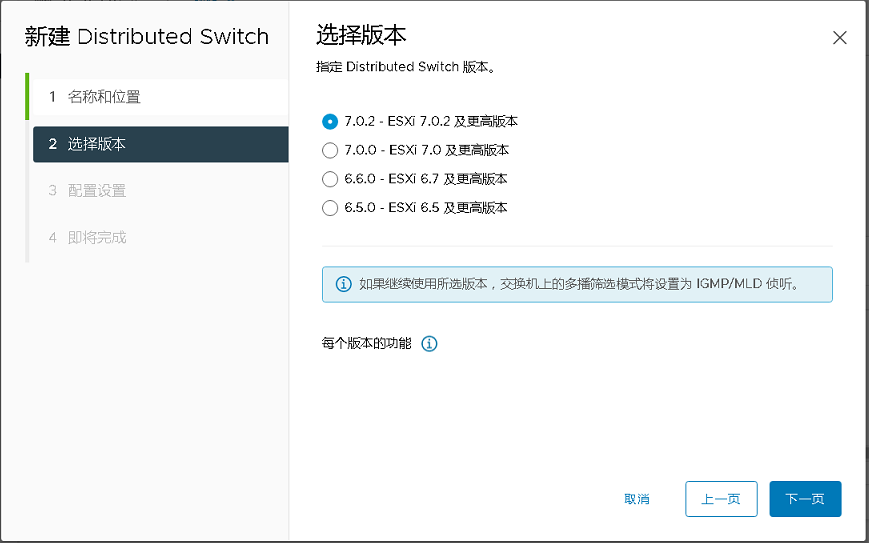 新建 Distributed Switch
1 名称和位置
2 选择版本
3 配置设置
4 即将完成
选择版本
指定 Distributed Switch 版本。
7.0.2 - ESXi 7.0.2 及更高版本
7.0.0 - ESXi 7.0 及更高版本
6.6.0 - ESXi 6.7 及更高版本
6.5.0 - ESXi 6.5 及更高版本
如果继续使用所选版本，交换机上的多播筛选模式将设置为 IGMP/MLD 侦听。
每个版本的功能
取消 上一页 下一页